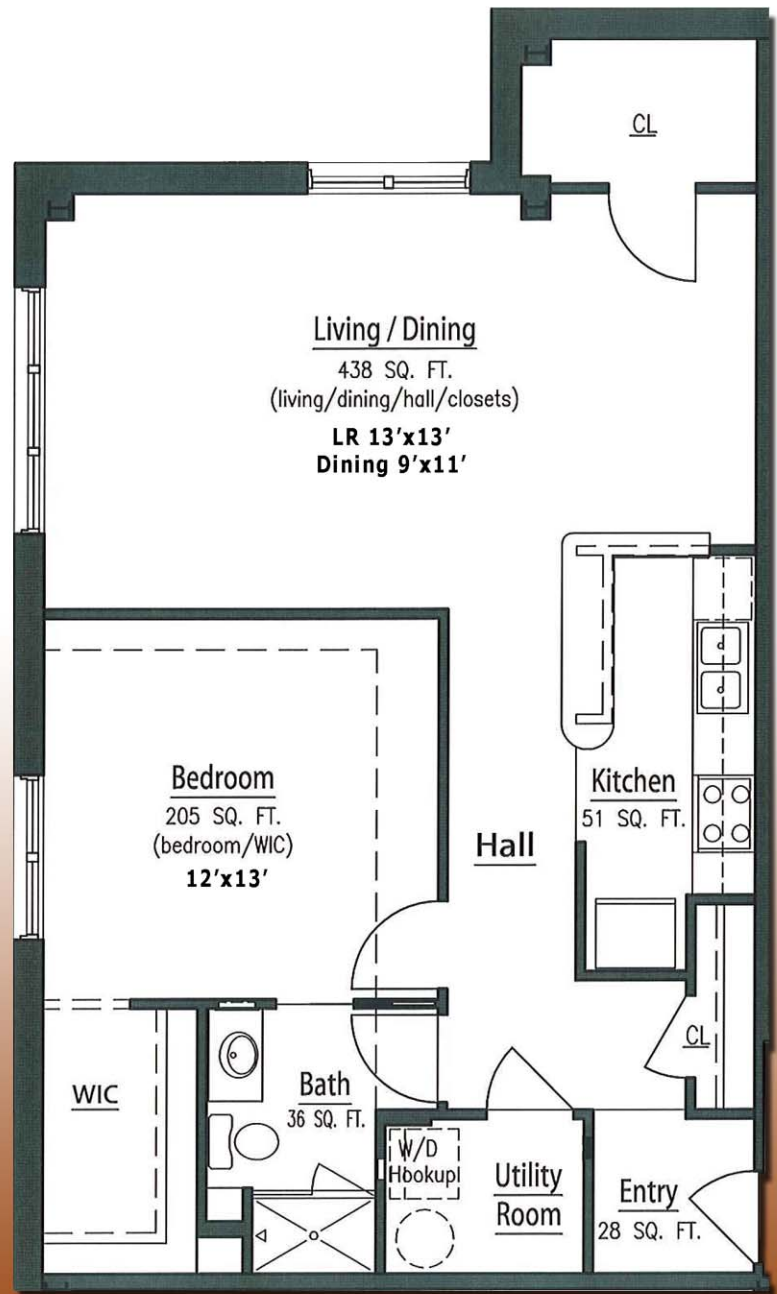 CL
Living / Dining
438 SQ. FT.
(living/dining/hall/closets)
LR 13'x13'
Dining 9'x11'
Bedroom
205 SQ. FT.
(bedroom/WIC)
12'x13'
Kitchen
51 SQ. FT.
Hall
WIC
Bath
36 SQ. FT.
CL
W/D
Hookup
Utility
Room
Entry
28 SQ. FT.